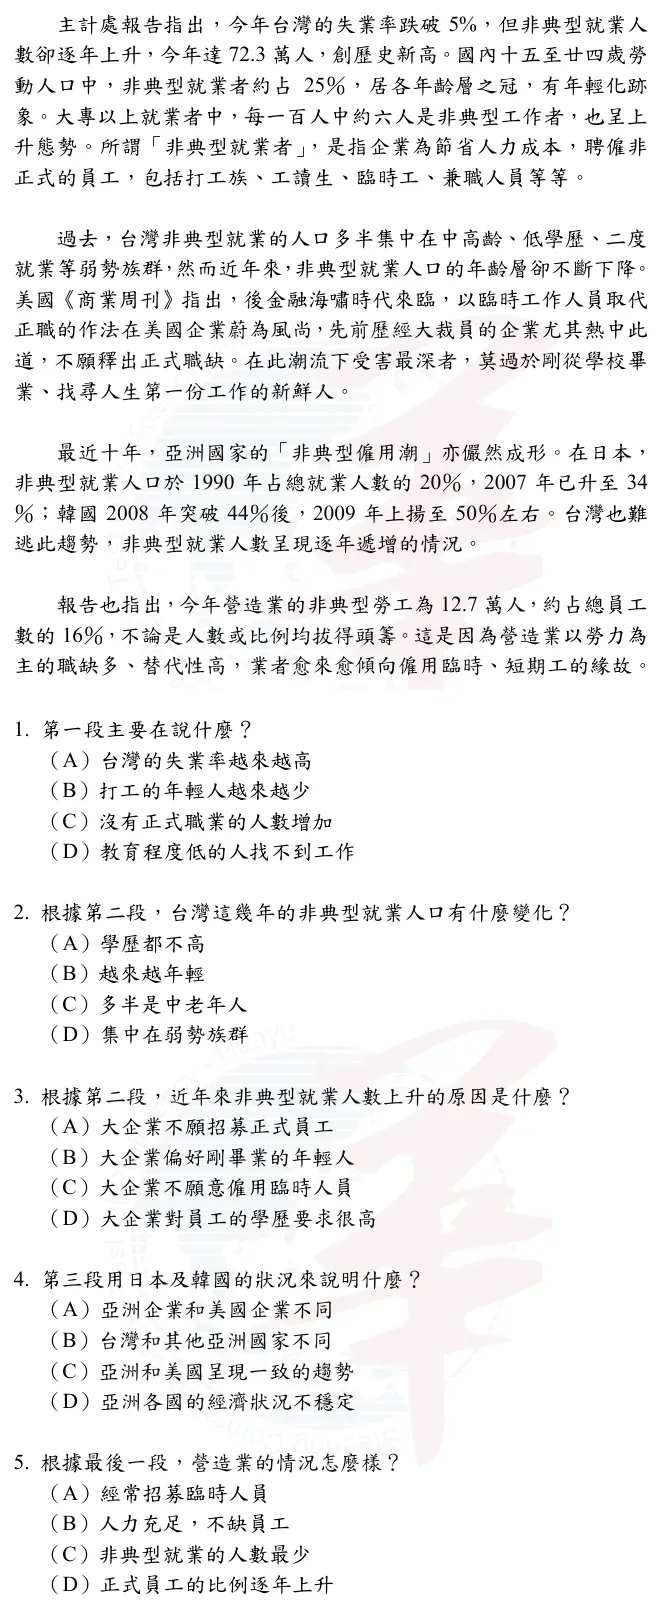 主計處報告指出，今年台灣的失業率跌破 5%，但非典型就業人
數卻逐年上升，今年達 72.3 萬人，創歷史新高。國內十五至廿四歲勞
動人口中，非典型就業者約占 25％，居各年齡層之冠，有年輕化跡
象。大專以上就業者中，每一百人中約六人是非典型工作者，也呈上
升態勢。所謂「非典型就業者」，是指企業為節省人力成本，聘僱非
正式的員工，包括打工族、工讀生、臨時工、兼職人員等等。
過去，台灣非典型就業的人口多半集中在中高齡、低學歷、二度
就業等弱勢族群，然而近年來，非典型就業人口的年齡層卻不斷下降。
美國《商業周刊》指出，後金融海嘯時代來臨，以臨時工作人員取代
正職的作法在美國企業蔚為風尚，先前歷經大裁員的企業尤其熱中此
道，不願釋出正式職缺。在此潮流下受害最深者，莫過於剛從學校畢
業、找尋人生第一份工作的新鮮人。
最近十年，亞洲國家的「非典型僱用潮」亦儼然成形。在日本，
非典型就業人口於 1990 年占總就業人數的 20％，2007 年已升至 34
％；韓國 2008 年突破 44％後，2009 年上揚至 50％左右。台灣也難
逃此趨勢，非典型就業人數呈現逐年遞增的情況。
報告也指出，今年營造業的非典型勞工為 12.7 萬人，約占總員工
數的 16％，不論是人數或比例均拔得頭籌。這是因為營造業以勞力為
主的職缺多、替代性高，業者愈來愈傾向僱用臨時、短期工的緣故。
1. 第一段主要在說什麼？
（A）台灣的失業率越來越高
（B）打工的年輕人越來越少
（C）沒有正式職業的人數增加
（D）教育程度低的人找不到工作
2. 根據第二段，台灣這幾年的非典型就業人口有什麼變化？
（A）學歷都不高
（B）越來越年輕
（C）多半是中老年人
（D）集中在弱勢族群
3. 根據第二段，近年來非典型就業人數上升的原因是什麼？
（A）大企業不願招募正式員工
（B）大企業偏好剛畢業的年輕人
（C）大企業不願意僱用臨時人員
（D）大企業對員工的學歷要求很高
4. 第三段用日本及韓國的狀況來說明什麼？
（A）亞洲企業和美國企業不同
（B）台灣和其他亞洲國家不同
（C）亞洲和美國呈現一致的趨勢
（D）亞洲各國的經濟狀況不穩定
5. 根據最後一段，營造業的情況怎麼樣？
（A）經常招募臨時人員
（B）人力充足，不缺員工
（C）非典型就業的人數最少
（D）正式員工的比例逐年上升